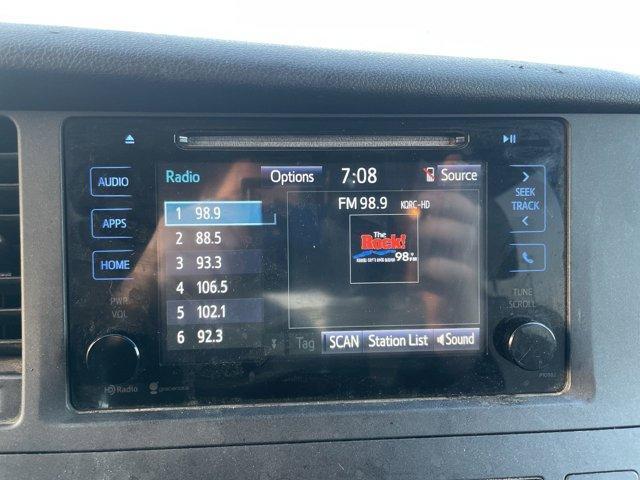 AUDIO
APPS
HOME
PWR
VOL
HD Radio
gracenote
Radio
Options
7:08
Source
1 98.9
2 88.5
3 93.3
4 106.5
5 102.1
6 92.3
FM 98.9 KQRC-HD
The
Rock!
98.9
Tag
SCAN
Station List
Sound
SEEK
TRACK
TUNE
SCROLL